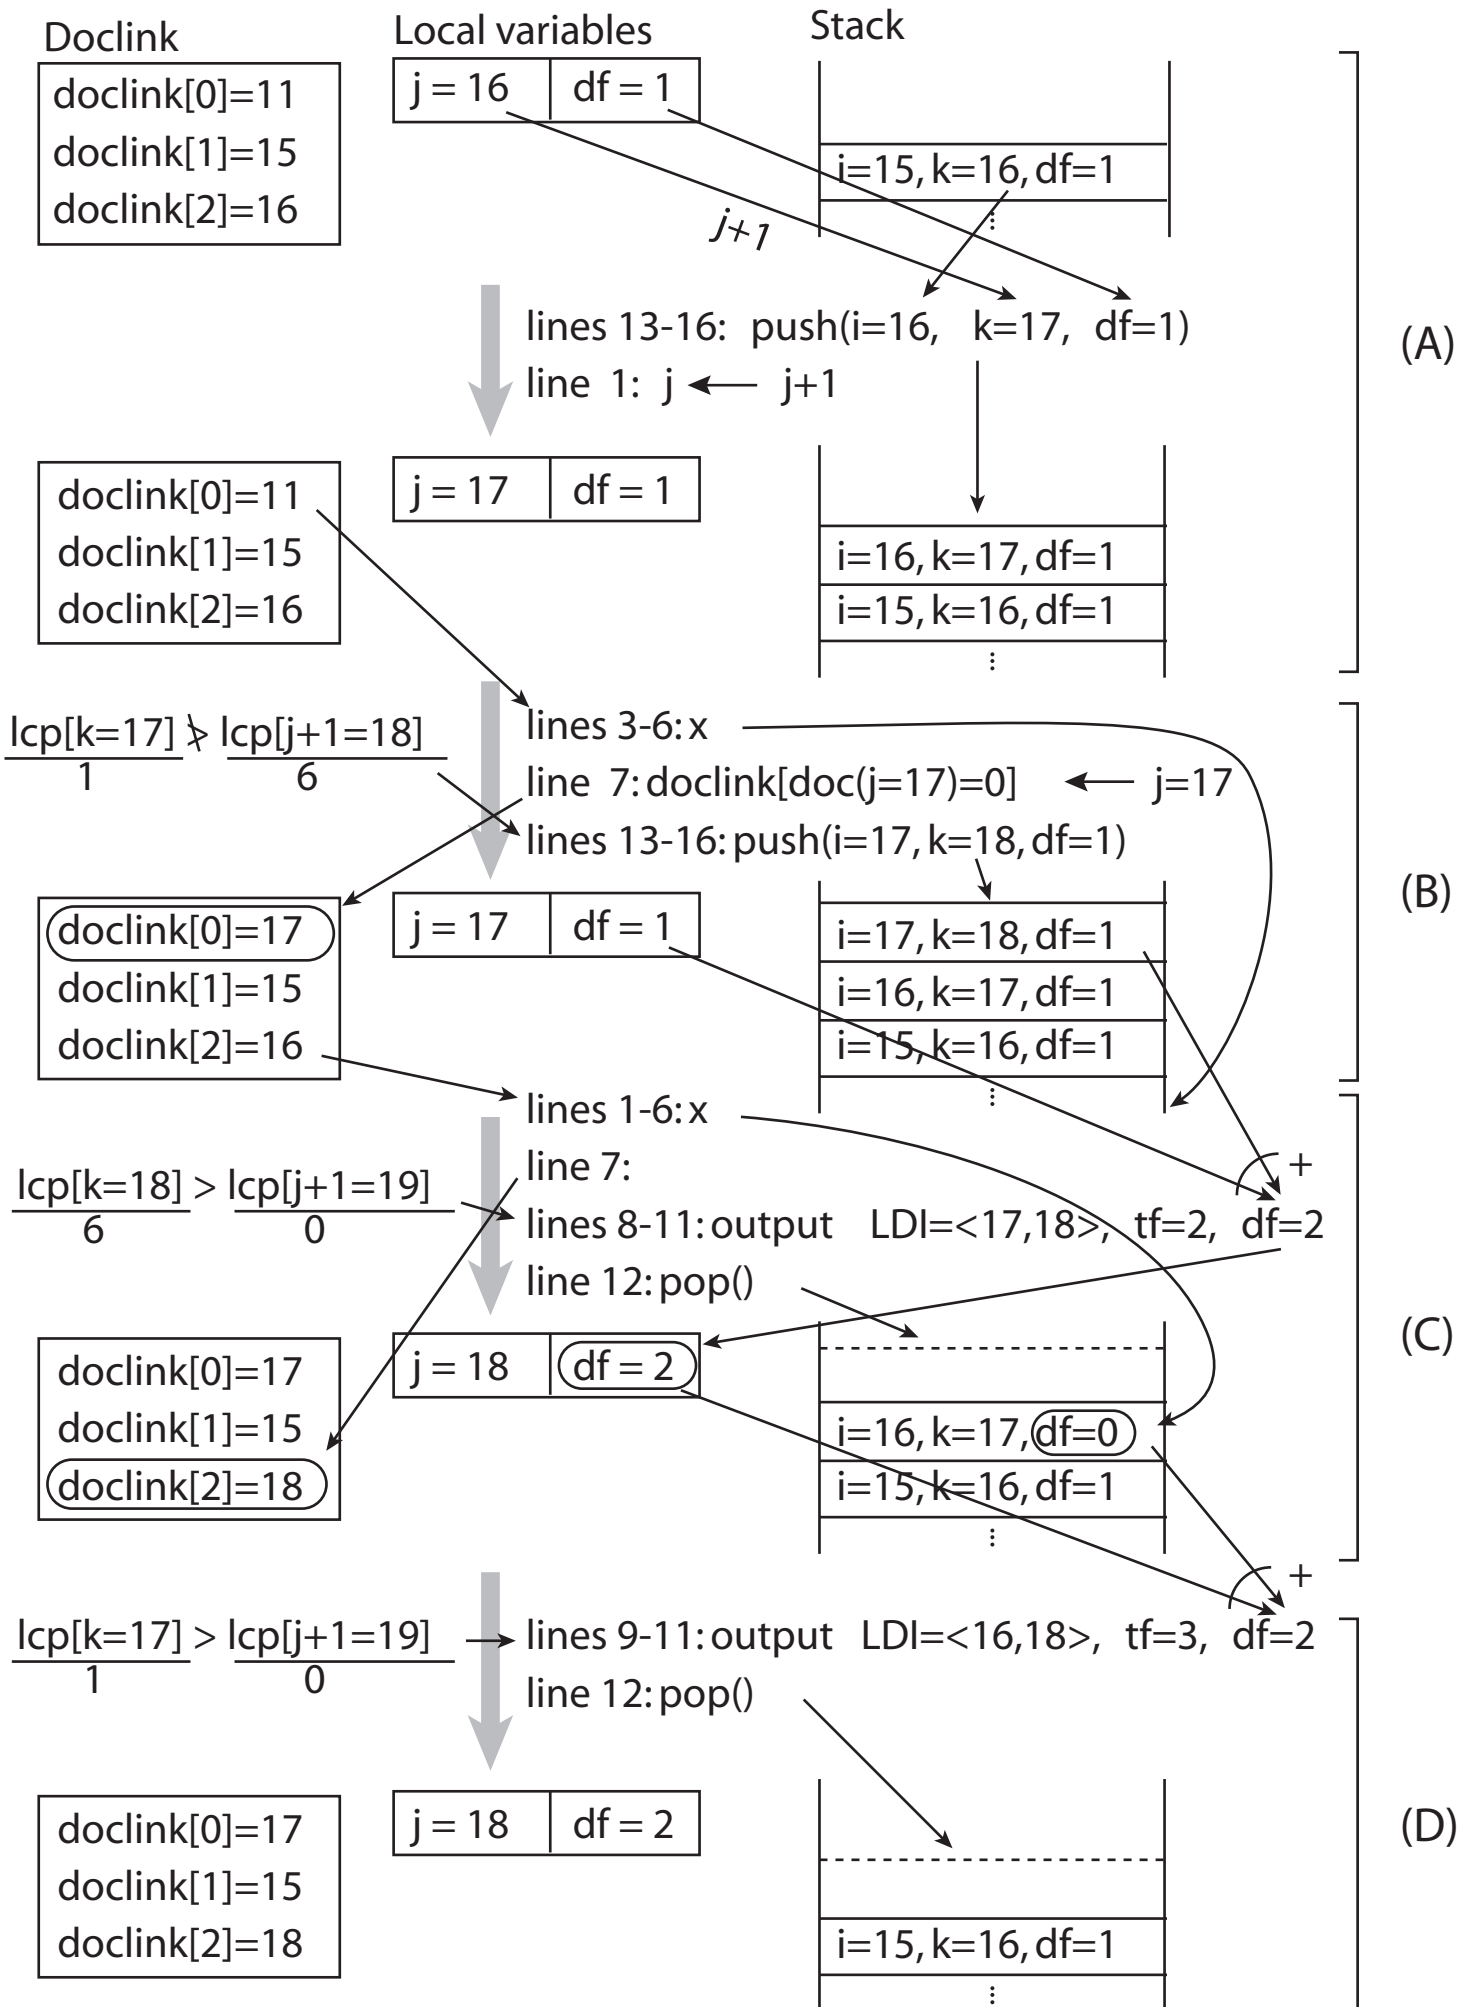 Doclink Local variables Stack
doclink[0]=11
doclink[1]=15
doclink[2]=16
j = 16 df = 1
i=15, k=16, df=1
⋮
j+1
lines 13-16: push(i=16, k=17, df=1)
line 1: j ← j+1
(A)
doclink[0]=11
doclink[1]=15
doclink[2]=16
j = 17 df = 1
i=16, k=17, df=1
i=15, k=16, df=1
⋮
lcp[k=17] ≯ lcp[j+1=18]
1 6
lines 3-6: x
line 7: doclink[doc(j=17)=0] ← j=17
lines 13-16: push(i=17, k=18, df=1)
(B)
doclink[0]=17
doclink[1]=15
doclink[2]=16
j = 17 df = 1
i=17, k=18, df=1
i=16, k=17, df=1
i=15, k=16, df=1
⋮
lcp[k=18] > lcp[j+1=19]
6 0
lines 1-6: x
line 7:
+
lines 8-11: output LDI=<17,18>, tf=2, df=2
line 12: pop()
(C)
doclink[0]=17
doclink[1]=15
doclink[2]=18
j = 18 df = 2
i=16, k=17, df=0
i=15, k=16, df=1
⋮
+
lcp[k=17] > lcp[j+1=19]
1 0
lines 9-11: output LDI=<16,18>, tf=3, df=2
line 12: pop()
(D)
doclink[0]=17
doclink[1]=15
doclink[2]=18
j = 18 df = 2
i=15, k=16, df=1
⋮